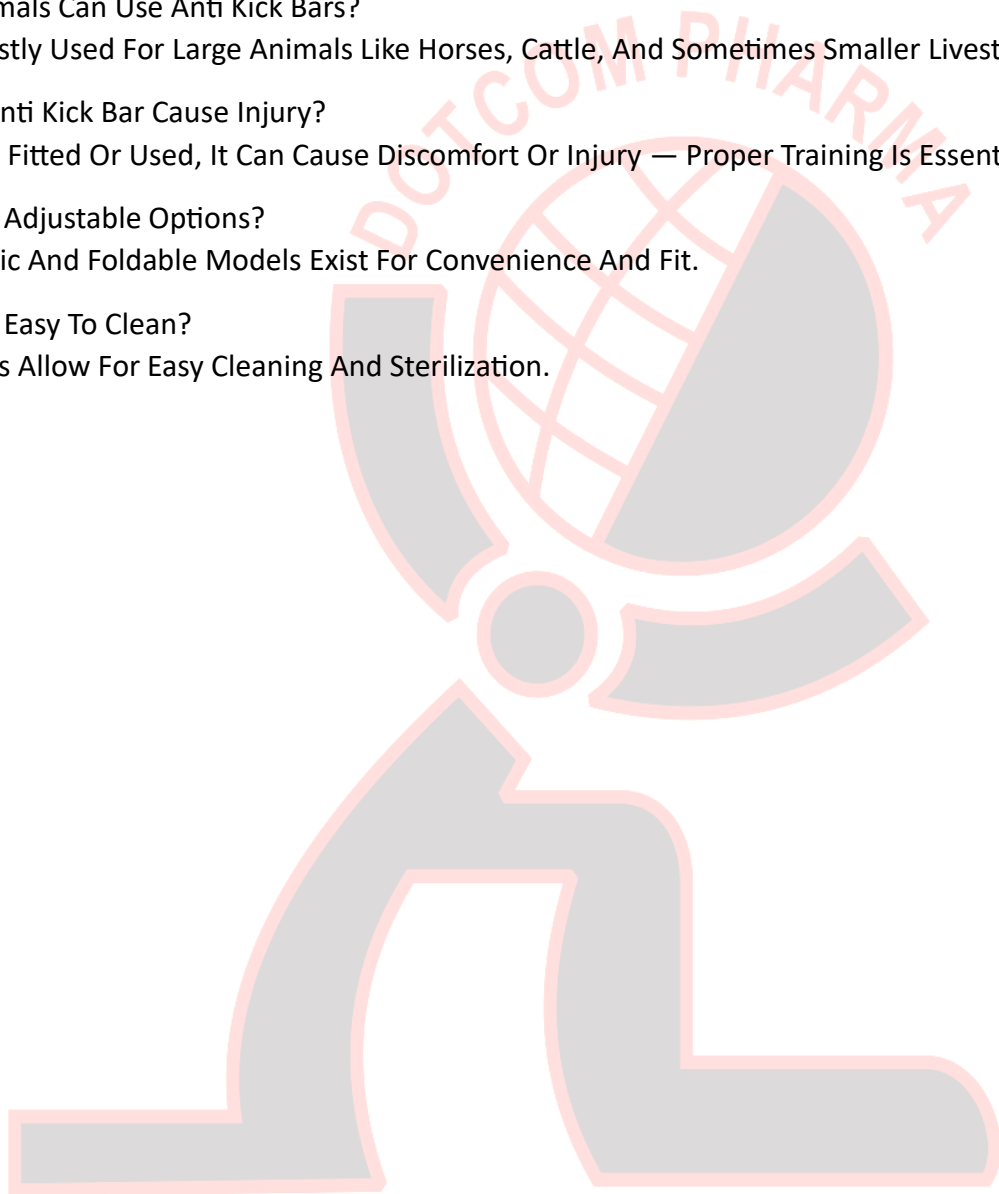 mals Can Use Anti Kick Bars?
stly Used For Large Animals Like Horses, Cattle, And Sometimes Smaller Livest
nti Kick Bar Cause Injury?
Fitted Or Used, It Can Cause Discomfort Or Injury — Proper Training Is Essent
Adjustable Options?
ic And Foldable Models Exist For Convenience And Fit.
Easy To Clean?
s Allow For Easy Cleaning And Sterilization.
DOTCOM PHARMA